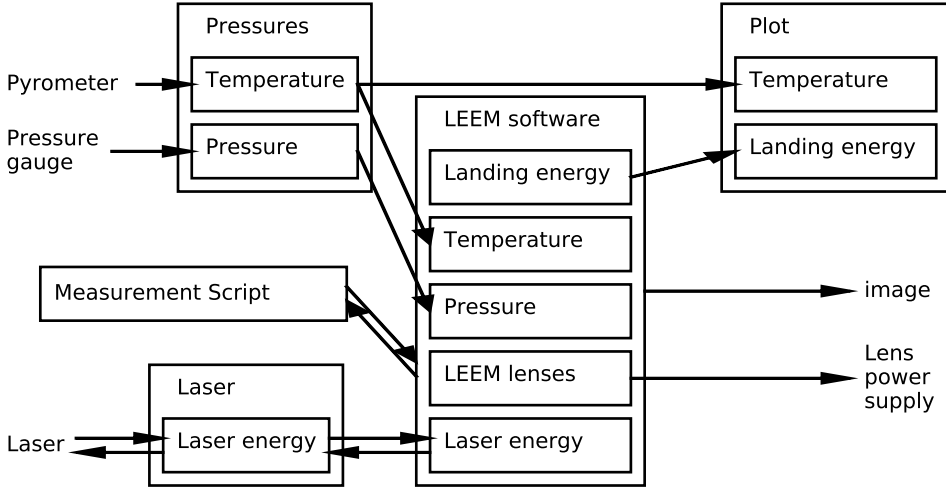 Pressures
Plot
Pyrometer
Temperature
Temperature
LEEM software
Pressure
gauge
Pressure
Landing energy
Landing energy
Temperature
Measurement Script
Pressure
image
Laser
LEEM lenses
Lens
power
supply
Laser
Laser energy
Laser energy